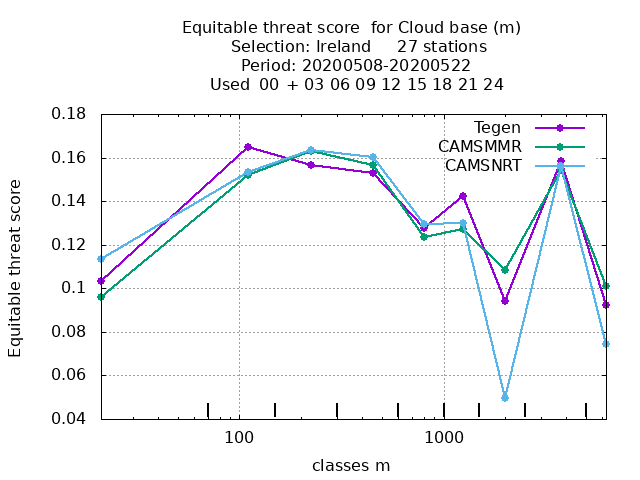 Equitable threat score  for Cloud base (m)
Selection: Ireland     27 stations
Period: 20200508-20200522
Used  00 + 03 06 09 12 15 18 21 24
Tegen
CAMSMMR
CAMSNRT
Equitable threat score
0.18
0.16
0.14
0.12
0.1
0.08
0.06
0.04
100
1000
classes m